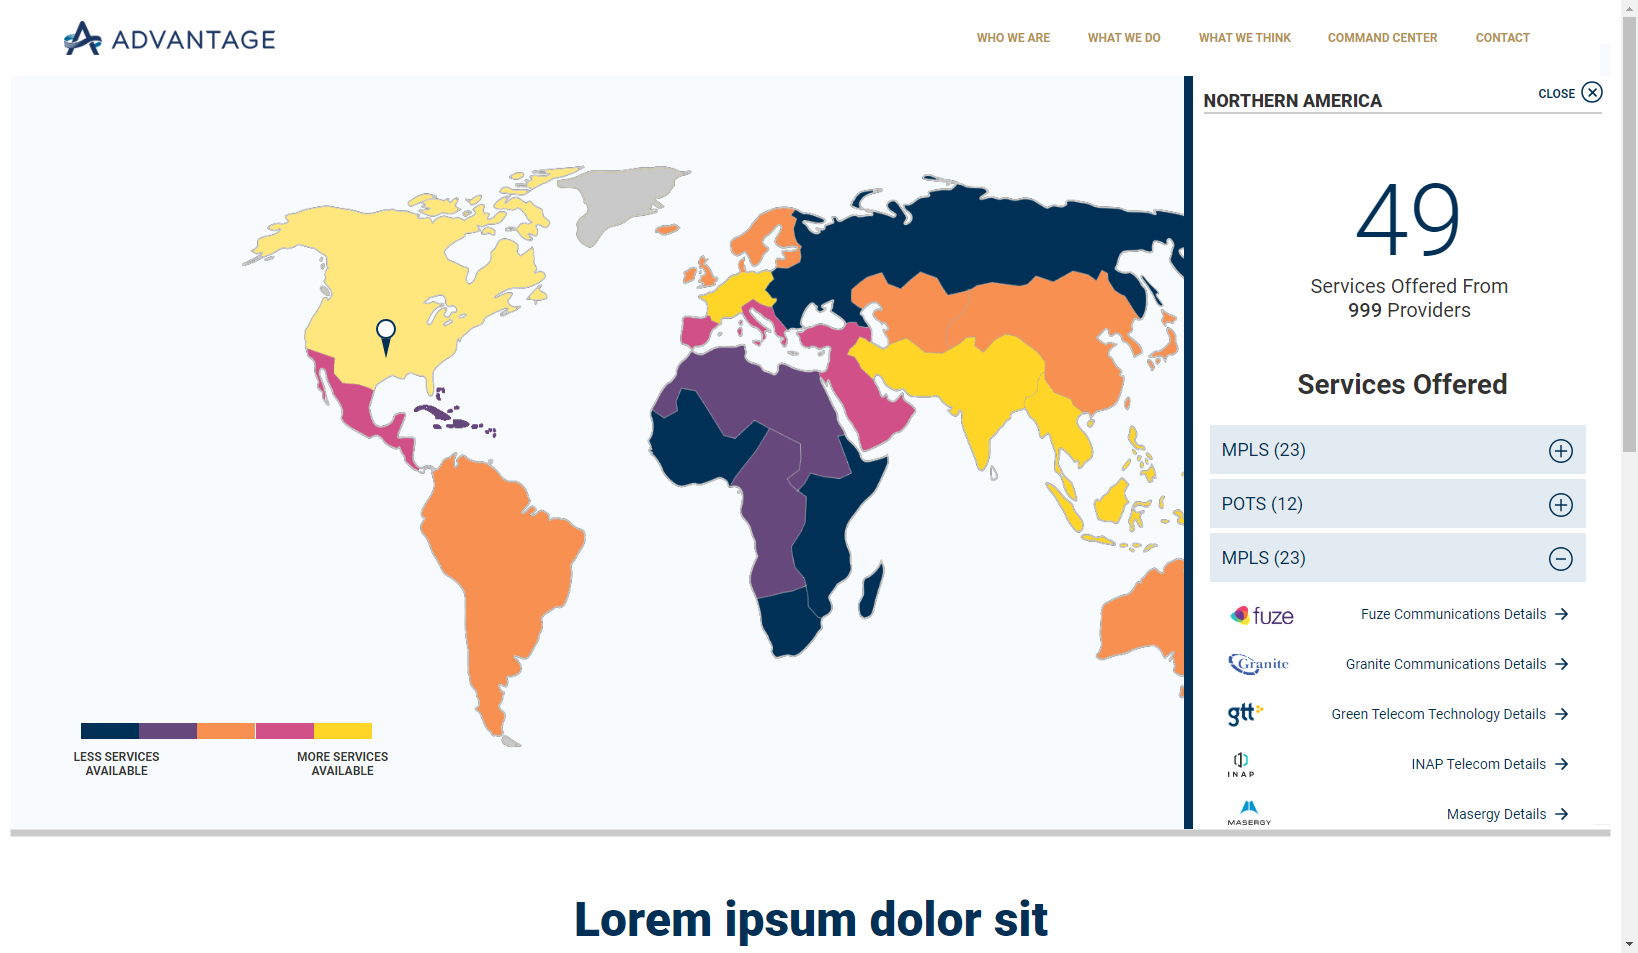 ADVANTAGE
WHO WE ARE
WHAT WE DO
WHAT WE THINK
COMMAND CENTER
CONTACT
NORTHERN AMERICA
CLOSE
49
Services Offered From
999 Providers
Services Offered
MPLS (23)
POTS (12)
MPLS (23)
fuze
Fuze Communications Details
Granite
Granite Communications Details
gtt
Green Telecom Technology Details
INAP
INAP Telecom Details
MASERGY
Masergy Details
LESS SERVICES
AVAILABLE
MORE SERVICES
AVAILABLE
Lorem ipsum dolor sit